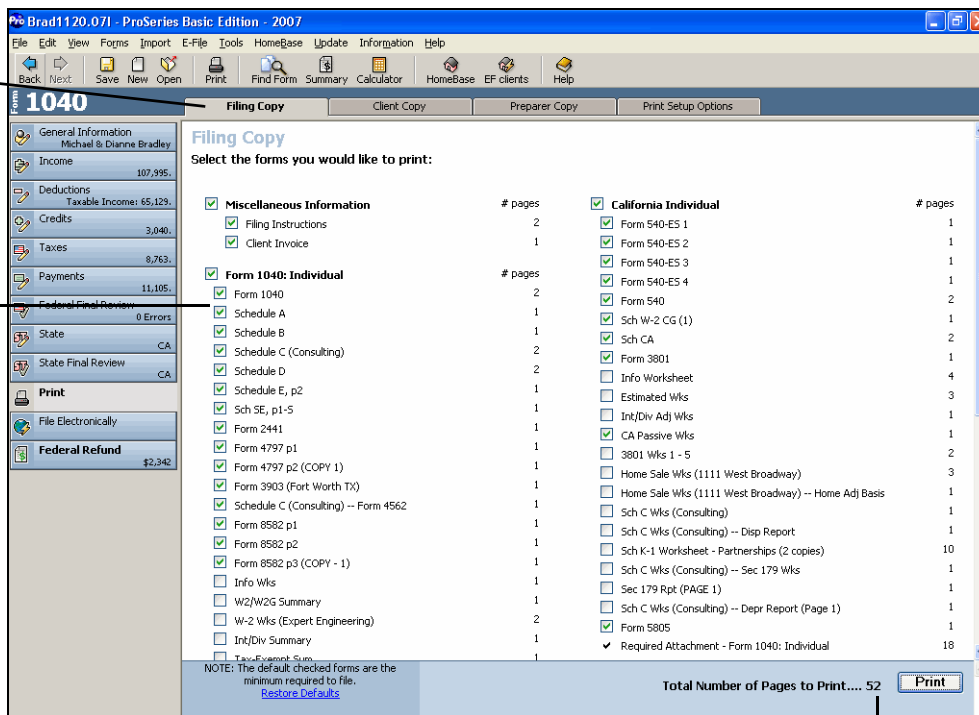 Pro Brad1120.07I - ProSeries Basic Edition - 2007
File Edit View Forms Import E-File Tools HomeBase Update Information Help
Back Next Save New Open Print Find Form Summary Calculator HomeBase EF clients Help
Form 1040
Filing Copy Client Copy Preparer Copy Print Setup Options
General Information
Michael & Dianne Bradley
Income
107,995.
Deductions
Taxable Income: 65,129.
Credits
3,040.
Taxes
8,763.
Payments
11,105.
Federal Final Review
0 Errors
State
CA
State Final Review
CA
Print
File Electronically
Federal Refund
$2,342
Filing Copy
Select the forms you would like to print:
Miscellaneous Information # pages
Filing Instructions 2
Client Invoice 1
Form 1040: Individual # pages
Form 1040 2
Schedule A 1
Schedule B 1
Schedule C (Consulting) 2
Schedule D 2
Schedule E, p2 1
Sch SE, p1-S 1
Form 2441 1
Form 4797 p1 1
Form 4797 p2 (COPY 1) 1
Form 3903 (Fort Worth TX) 1
Schedule C (Consulting) -- Form 4562 1
Form 8582 p1 1
Form 8582 p2 1
Form 8582 p3 (COPY - 1) 1
Info Wks 1
W2/W2G Summary 1
W-2 Wks (Expert Engineering) 2
Int/Div Summary 1
Tax-Exempt Sum 1
California Individual # pages
Form 540-ES 1 1
Form 540-ES 2 1
Form 540-ES 3 1
Form 540-ES 4 1
Form 540 2
Sch W-2 CG (1) 1
Sch CA 2
Form 3801 1
Info Worksheet 4
Estimated Wks 3
Int/Div Adj Wks 1
CA Passive Wks 1
3801 Wks 1 - 5 2
Home Sale Wks (1111 West Broadway) 3
Home Sale Wks (1111 West Broadway) -- Home Adj Basis 1
Sch C Wks (Consulting) 1
Sch C Wks (Consulting) -- Disp Report 1
Sch K-1 Worksheet - Partnerships (2 copies) 10
Sch C Wks (Consulting) -- Sec 179 Wks 1
Sec 179 Rpt (PAGE 1) 1
Sch C Wks (Consulting) -- Depr Report (Page 1) 1
Form 5805 1
Required Attachment - Form 1040: Individual 18
NOTE: The default checked forms are the
minimum required to file.
Restore Defaults
Total Number of Pages to Print.... 52 Print